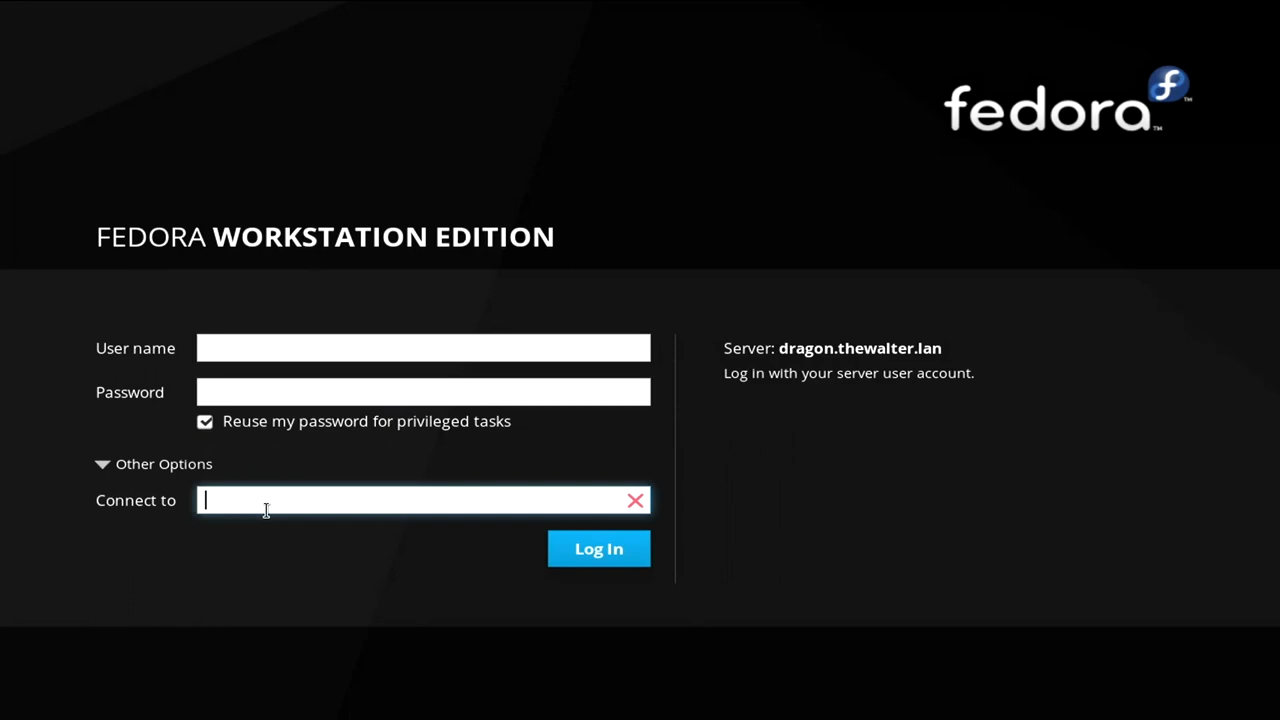 fedora
FEDORA WORKSTATION EDITION
User name
Password
Reuse my password for privileged tasks
Other Options
Connect to
Log In
Server: dragon.thewalter.lan
Log in with your server user account.